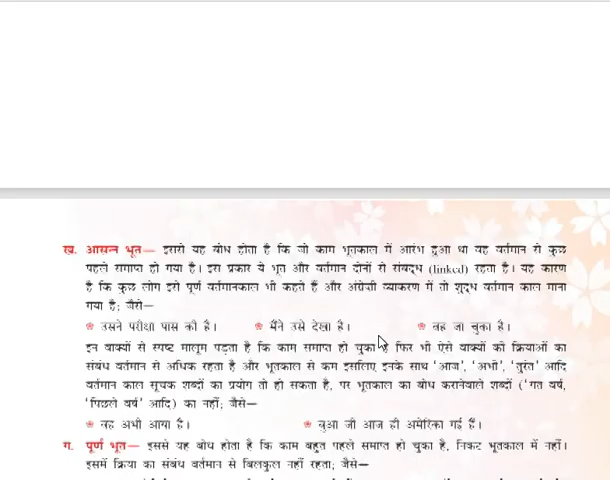 ख. आसन्न भूत— इससे यह बोध होता है कि जो काम भूतकाल में आरंभ हुआ था वह वर्तमान से कुछ
पहले समाप्त हो गया है। इस प्रकार ये भूत और वर्तमान दोनों से संबद्ध (linked) रहता है। यह कारण
है कि कुछ लोग इसे पूर्ण वर्तमानकाल भी कहते हैं और अंग्रेज़ी व्याकरण में तो शुद्ध वर्तमान काल माना
गया है; जैसे—
उसने परीक्षा पास की है। मैंने उसे देखा है। वह जा चुका है।
इन वाक्यों से स्पष्ट मालूम पड़ता है कि काम समाप्त हो चुका है फिर भी ऐसे वाक्यों की क्रियाओं का
संबंध वर्तमान से अधिक रहता है और भूतकाल से कम इसलिए इनके साथ 'आज', 'अभी', 'तुरंत' आदि
वर्तमान काल सूचक शब्दों का प्रयोग तो हो सकता है, पर भूतकाल का बोध करानेवाले शब्दों ('गत वर्ष,
'पिछले वर्ष' आदि) का नहीं; जैसे—
वह अभी आया है। बुआ जी आज ही अमेरिका गई हैं।
ग. पूर्ण भूत— इससे यह बोध होता है कि काम बहुत पहले समाप्त हो चुका है, निकट भूतकाल में नहीं।
इसमें क्रिया का संबंध वर्तमान से बिलकुल नहीं रहता; जैसे—